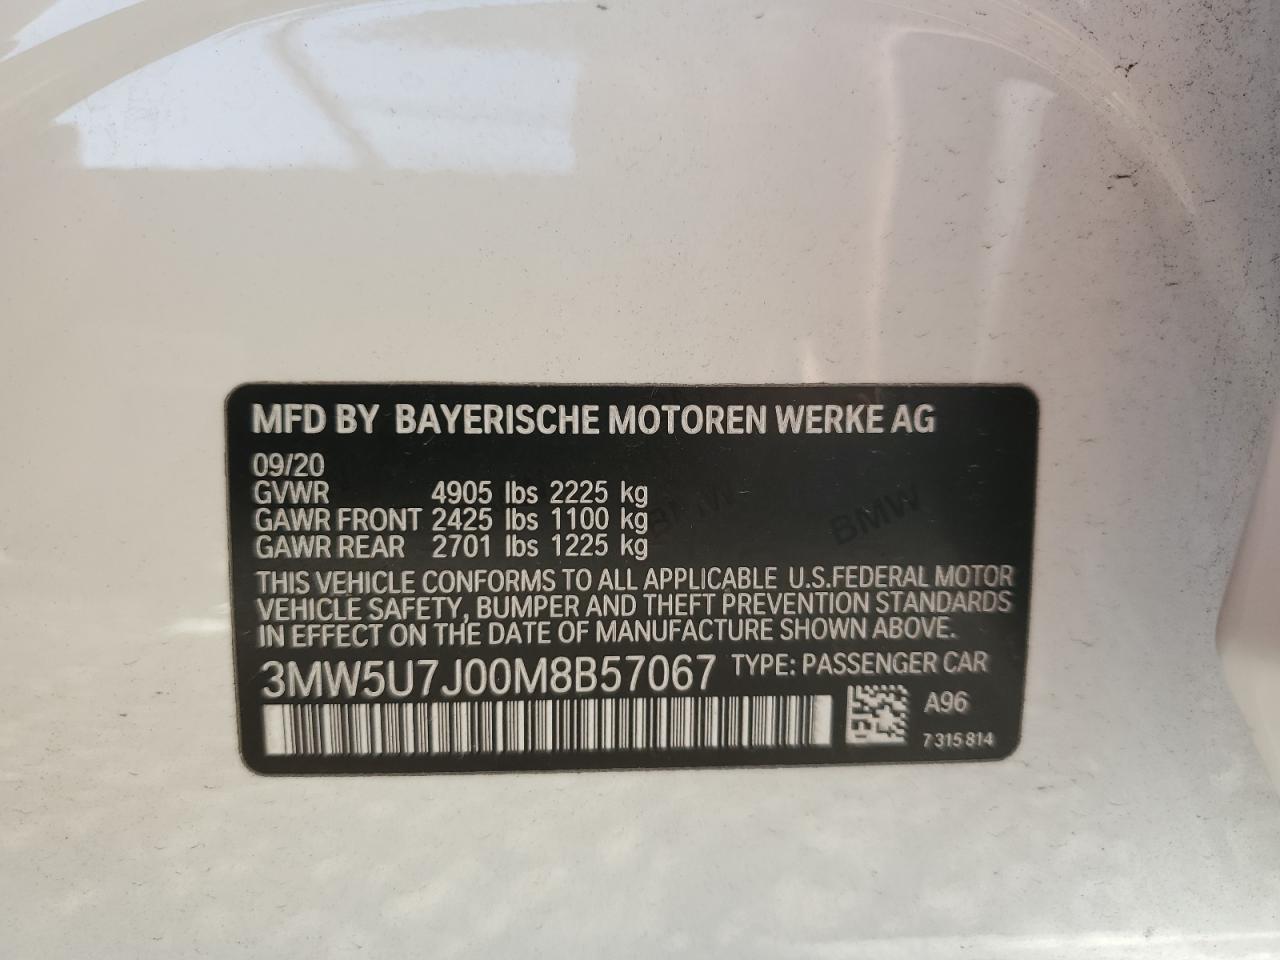 MFD BY BAYERISCHE MOTOREN WERKE AG
09/20
GVWR 4905 lbs 2225 kg
GAWR FRONT 2425 lbs 1100 kg
GAWR REAR 2701 lbs 1225 kg
BMW
THIS VEHICLE CONFORMS TO ALL APPLICABLE U.S.FEDERAL MOTOR
VEHICLE SAFETY, BUMPER AND THEFT PREVENTION STANDARDS
IN EFFECT ON THE DATE OF MANUFACTURE SHOWN ABOVE.
3MW5U7J00M8B57067 TYPE: PASSENGER CAR
A96
7 315 814